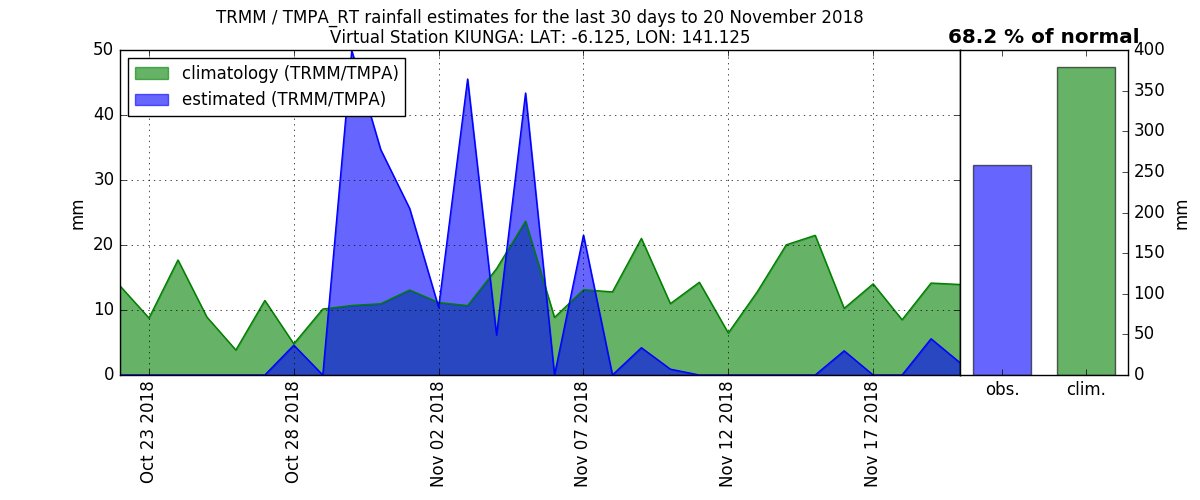 TRMM / TMPA_RT rainfall estimates for the last 30 days to 20 November 2018
Virtual Station KIUNGA: LAT: -6.125, LON: 141.125
68.2 % of normal
climatology (TRMM/TMPA)
estimated (TRMM/TMPA)
50
40
30
20
10
0
mm
Oct 23 2018
Oct 28 2018
Nov 02 2018
Nov 07 2018
Nov 12 2018
Nov 17 2018
obs.
clim.
400
350
300
250
200
150
100
50
0
mm